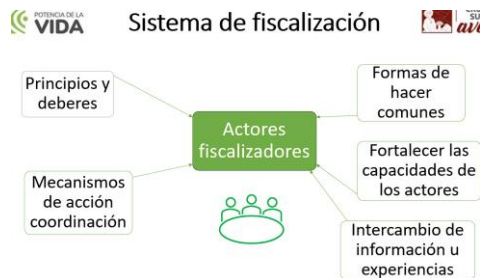 POTENCIA DE LA
VIDA
Sistema de fiscalización
Principios y
deberes
Mecanismos
de acción
coordinación
Actores
fiscalizadores
Formas de
hacer
comunes
Fortalecer las
capacidades de
los actores
Intercambio de
información u
experiencias